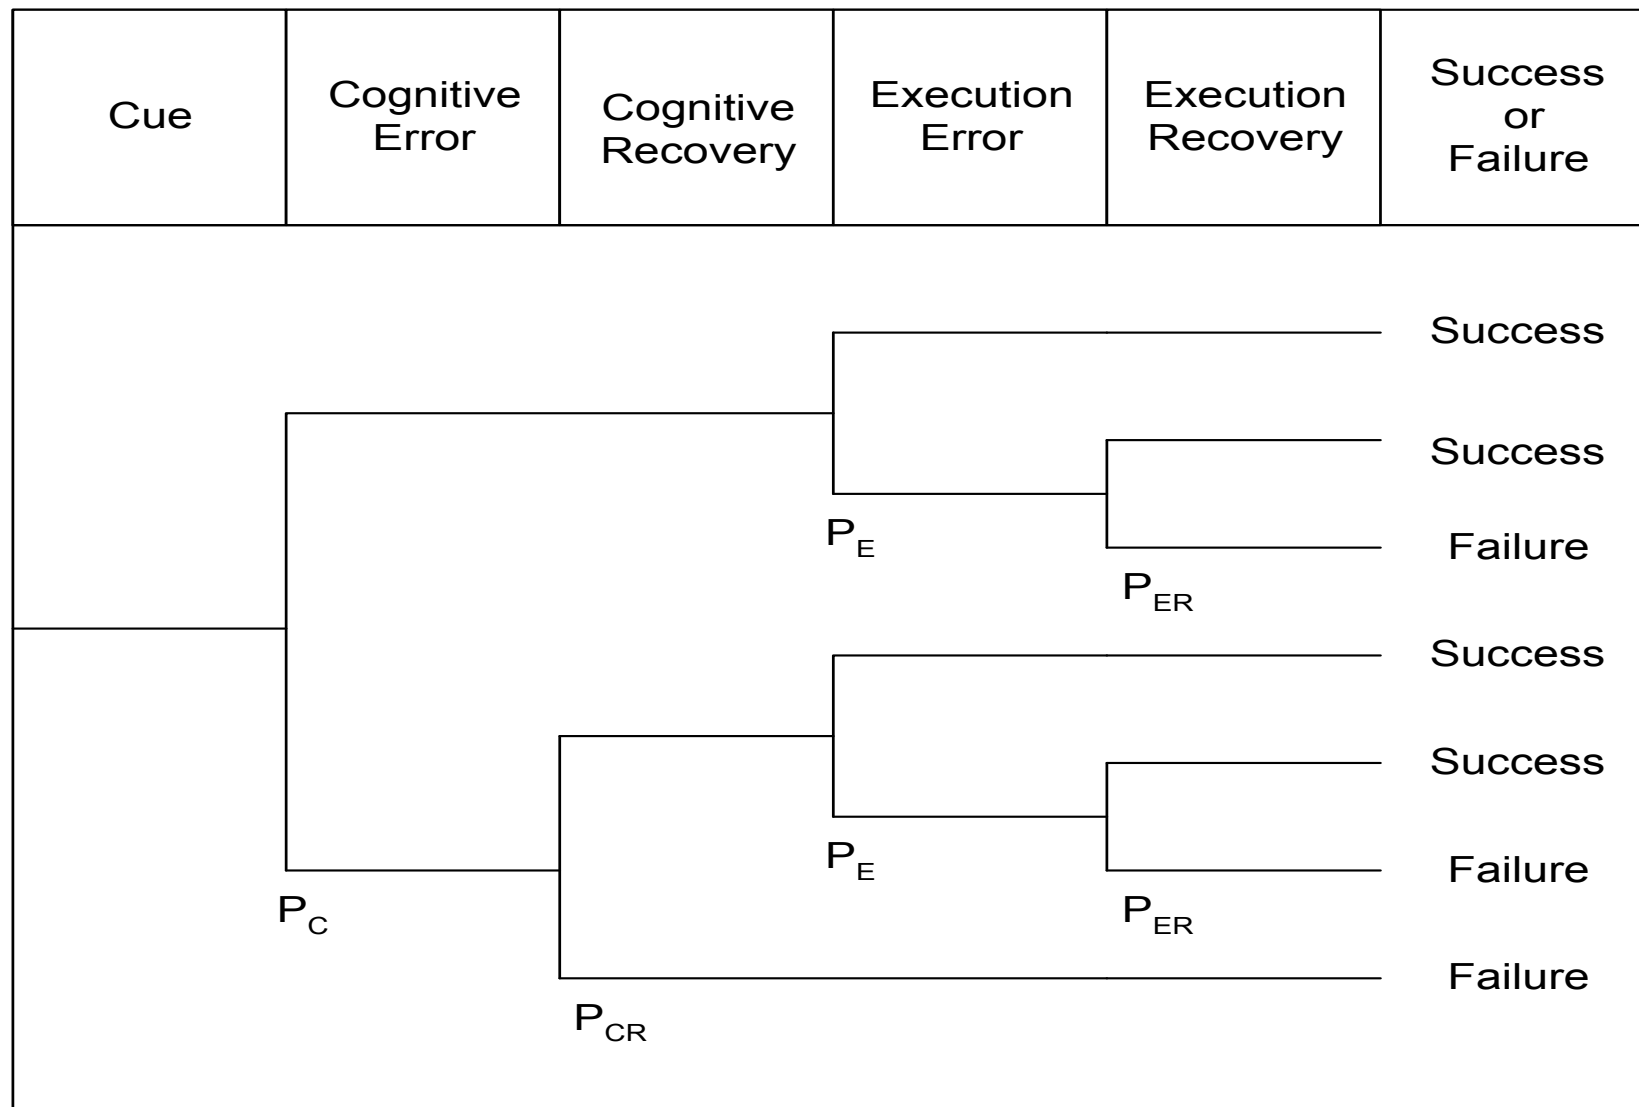 Cue
Cognitive
Error
Cognitive
Recovery
Execution
Error
Execution
Recovery
Success
or
Failure
Success
Success
P_E
Failure
P_ER
Success
Success
P_E
Failure
P_C
P_ER
Failure
P_CR